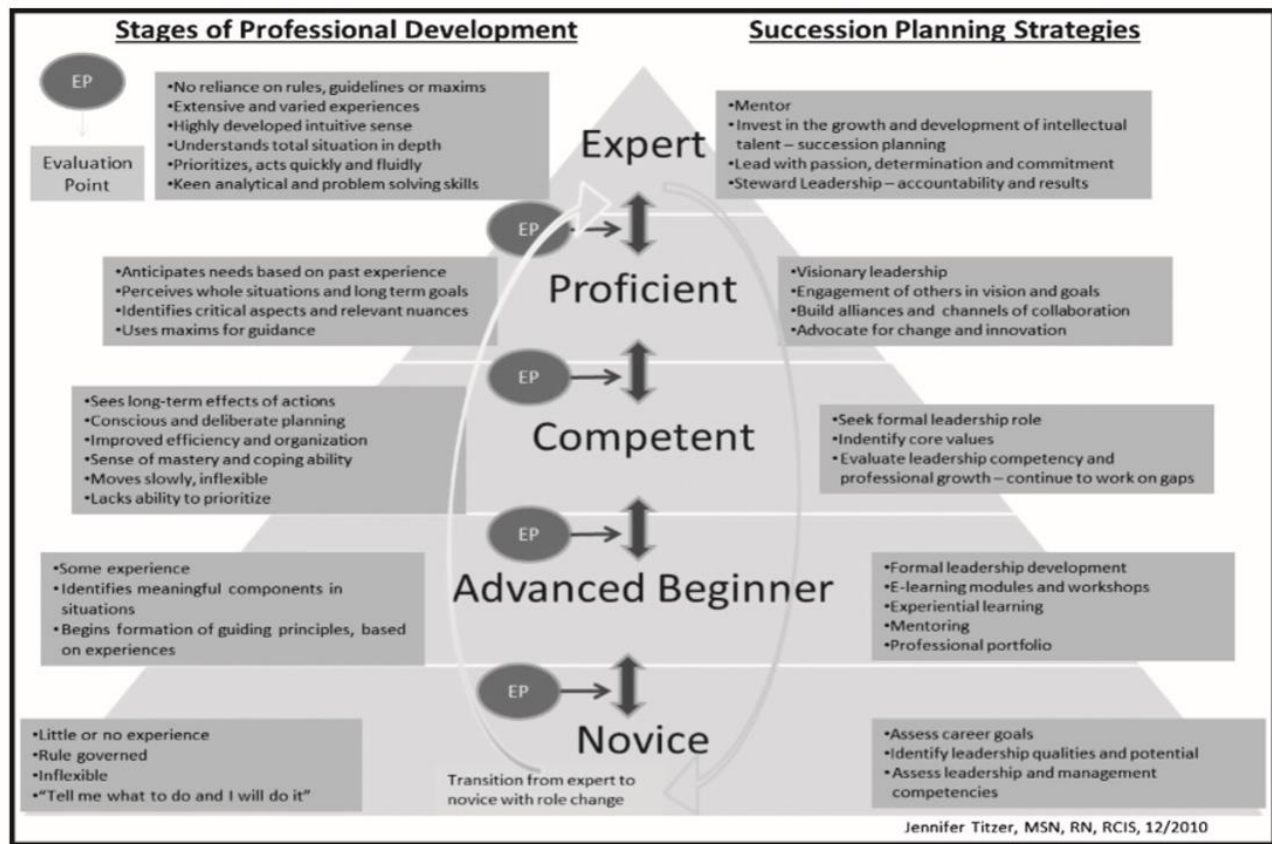 Stages of Professional Development
Succession Planning Strategies
EP
Evaluation
Point
•No reliance on rules, guidelines or maxims
•Extensive and varied experiences
•Highly developed intuitive sense
•Understands total situation in depth
•Prioritizes, acts quickly and fluidly
•Keen analytical and problem solving skills
Expert
•Mentor
•Invest in the growth and development of intellectual
talent – succession planning
•Lead with passion, determination and commitment
•Steward Leadership – accountability and results
EP
•Anticipates needs based on past experience
•Perceives whole situations and long term goals
•Identifies critical aspects and relevant nuances
•Uses maxims for guidance
Proficient
•Visionary leadership
•Engagement of others in vision and goals
•Build alliances and channels of collaboration
•Advocate for change and innovation
EP
•Sees long-term effects of actions
•Conscious and deliberate planning
•Improved efficiency and organization
•Sense of mastery and coping ability
•Moves slowly, inflexible
•Lacks ability to prioritize
Competent
•Seek formal leadership role
•Indentify core values
•Evaluate leadership competency and
professional growth – continue to work on gaps
EP
•Some experience
•Identifies meaningful components in
situations
•Begins formation of guiding principles, based
on experiences
Advanced Beginner
•Formal leadership development
•E-learning modules and workshops
•Experiential learning
•Mentoring
•Professional portfolio
EP
•Little or no experience
•Rule governed
•Inflexible
•“Tell me what to do and I will do it”
Novice
Transition from expert to
novice with role change
•Assess career goals
•Identify leadership qualities and potential
•Assess leadership and management
competencies
Jennifer Titzer, MSN, RN, RCIS, 12/2010